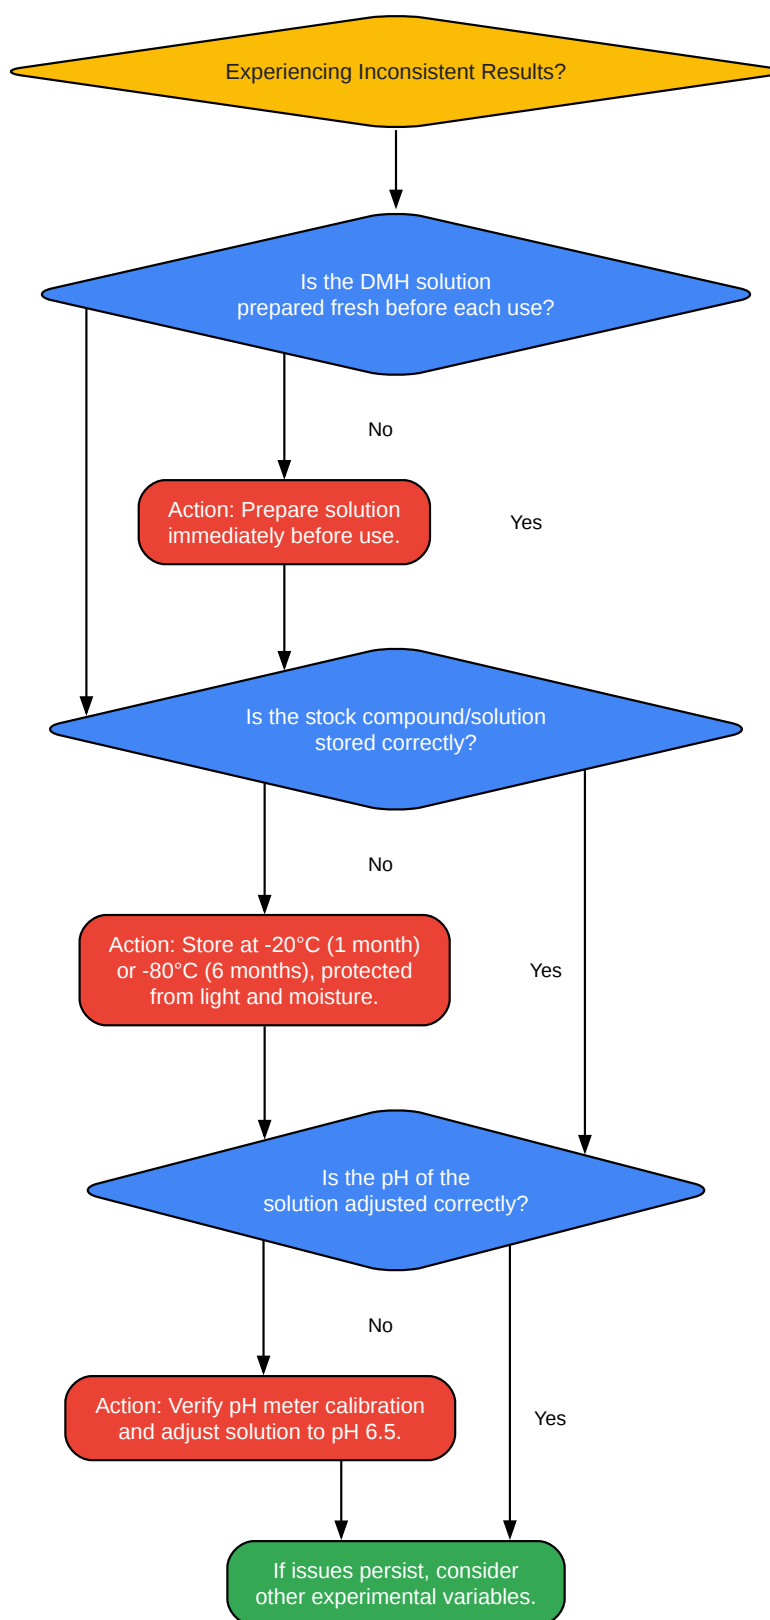 Experiencing Inconsistent Results?
Is the DMH solution
prepared fresh before each use?
No
Action: Prepare solution
immediately before use.
Yes
Is the stock compound/solution
stored correctly?
No
Action: Store at -20°C (1 month)
or -80°C (6 months), protected
from light and moisture.
Yes
Is the pH of the
solution adjusted correctly?
No
Action: Verify pH meter calibration
and adjust solution to pH 6.5.
Yes
If issues persist, consider
other experimental variables.